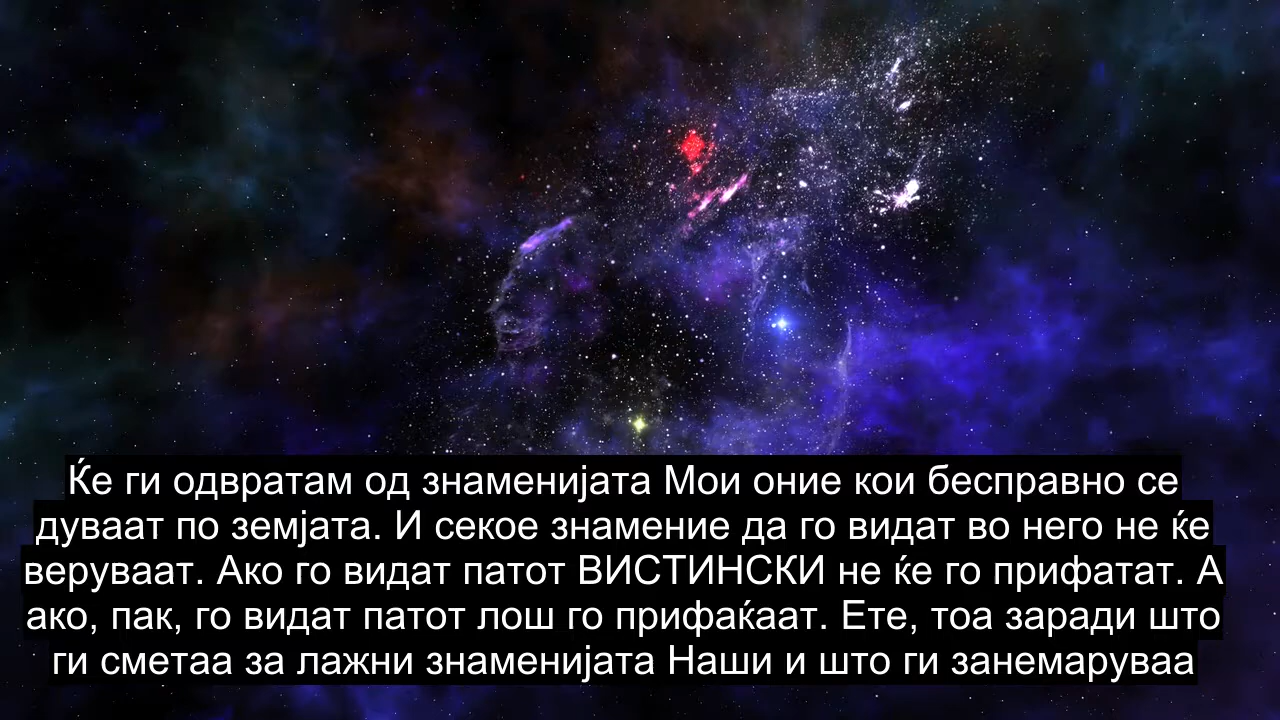 Ќе ги одвратам од знаменијата Мои оние кои бесправно се
дуваат по земјата. И секое знамение да го видат во него не ќе
веруваат. Ако го видат патот ВИСТИНСКИ не ќе го прифатат. А
ако, пак, го видат патот лош го прифаќаат. Ете, тоа заради што
ги сметаа за лажни знаменијата Наши и што ги занемаруваа